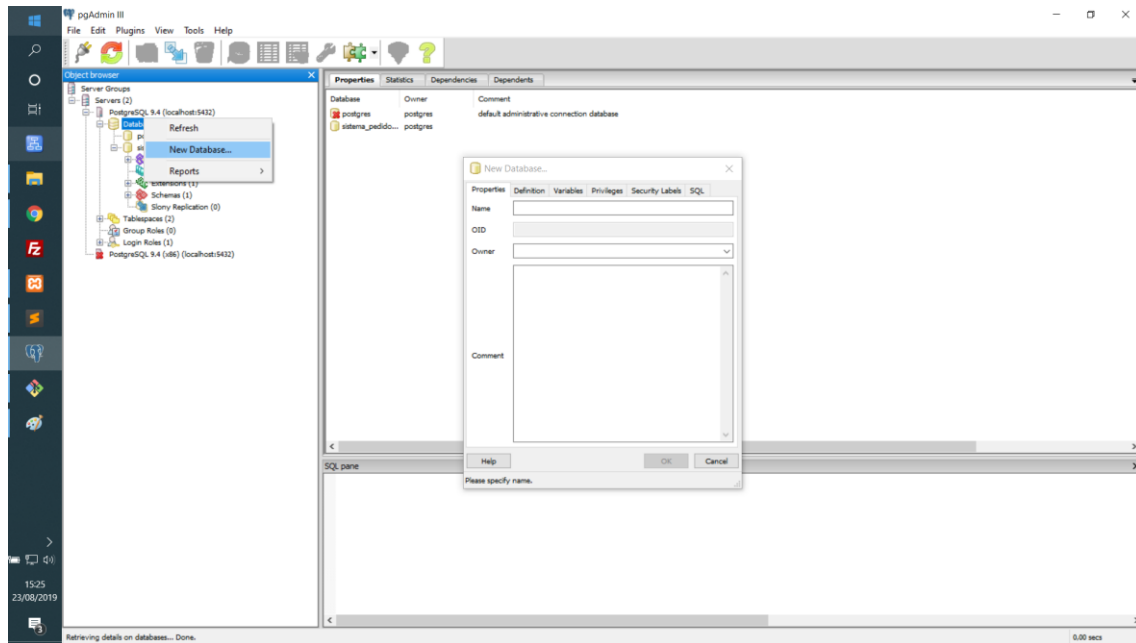 pgAdmin III
File Edit Plugins View Tools Help
Object browser
Server Groups
Servers (2)
PostgreSQL 9.4 (localhost:5432)
Datab
Refresh
New Database...
Reports
Extensions (1)
Schemas (1)
Slony Replication (0)
Tablespaces (2)
Group Roles (0)
Login Roles (1)
PostgreSQL 9.4 (x86) (localhost:5432)
Properties Statistics Dependencies Dependents
Database Owner Comment
postgres postgres default administrative connection database
sistema_pedido... postgres
New Database...
Properties Definition Variables Privileges Security Labels SQL
Name
OID
Owner
Comment
Help OK Cancel
Please specify name.
SQL pane
15:25
23/08/2019
Retrieving details on databases... Done.
0.00 secs